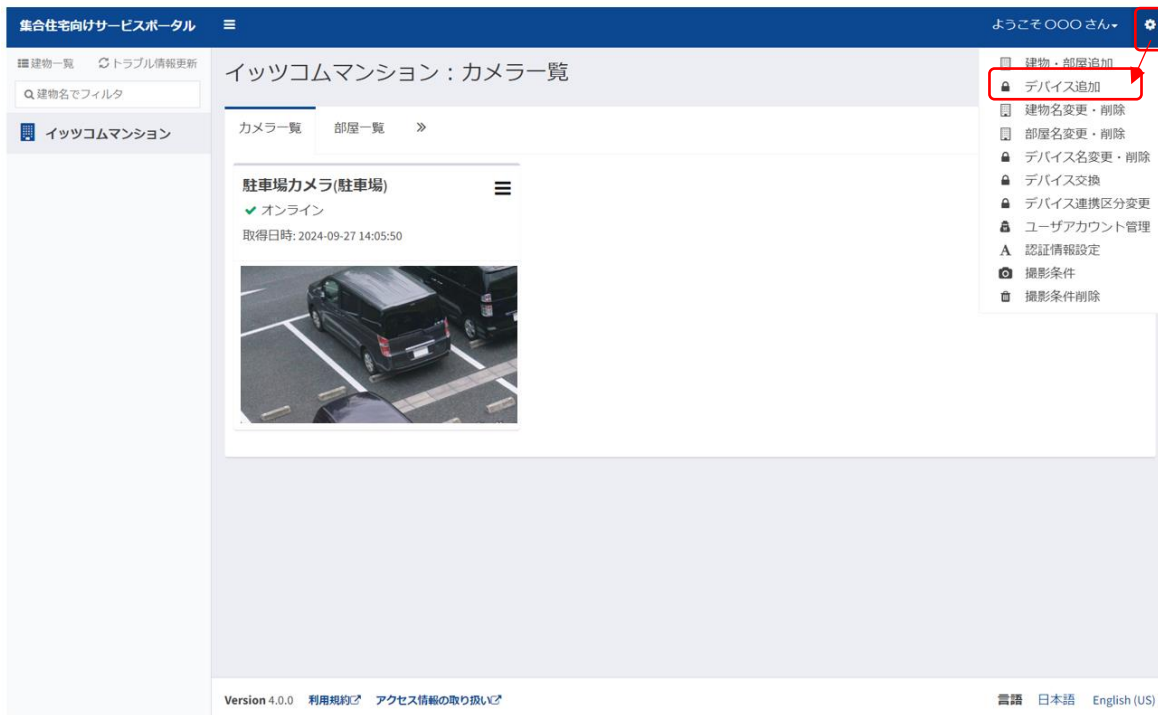 集合住宅向けサービスポータル
ようこそ〇〇〇 さん
建物一覧 トラブル情報更新
建物名でフィルタ
イッツコムマンション
イッツコムマンション：カメラ一覧
カメラ一覧 部屋一覧 »
駐車場カメラ(駐車場)
オンライン
取得日時: 2024-09-27 14:05:50
建物・部屋追加
デバイス追加
建物名変更・削除
部屋名変更・削除
デバイス名変更・削除
デバイス交換
デバイス連携区分変更
ユーザアカウント管理
A 認証情報設定
撮影条件
撮影条件削除
Version 4.0.0 利用規約 アクセス情報の取り扱い
言語 日本語 English (US)